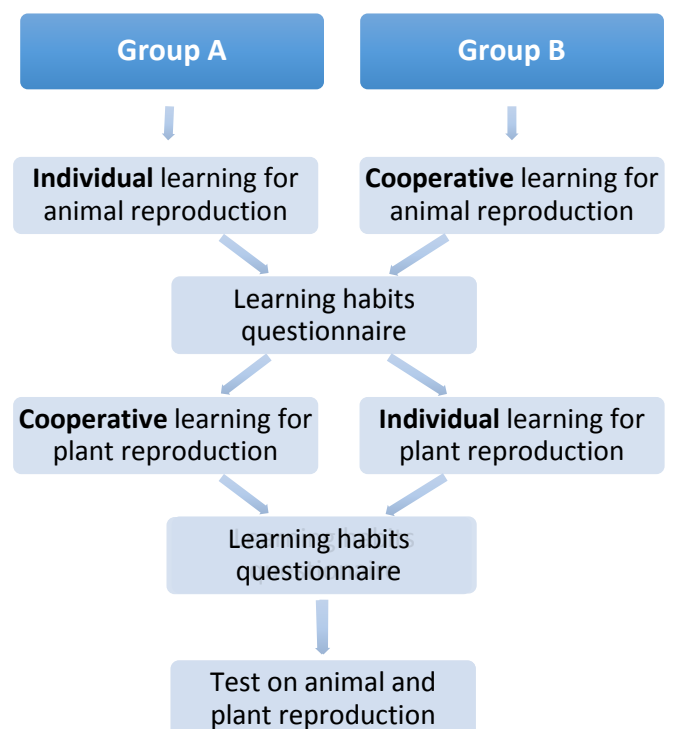 Group A
Group B
Individual learning for
animal reproduction
Cooperative learning for
animal reproduction
Learning habits
questionnaire
Cooperative learning for
plant reproduction
Individual learning for
plant reproduction
Learning habits
questionnaire
Test on animal and
plant reproduction